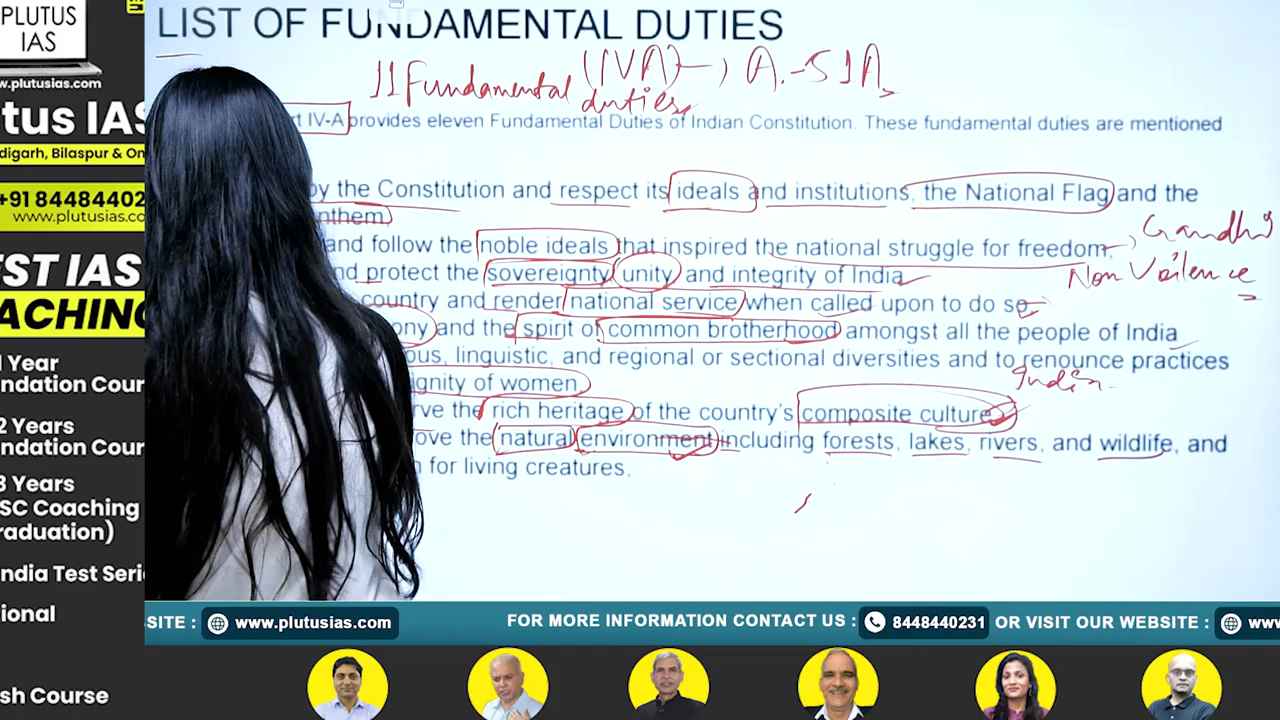 PLUTUS
IAS
w.plutusias.com
tus IAS
digarh, Bilaspur & On
+91 84484402
www.plutusias.co
EST IAS
OACHING
1 Year
ndation Cour
2 Years
ndation Cour
3 Years
SC Coaching
raduation)
ndia Test Serie
ional
sh Course
LIST OF FUNDAMENTAL DUTIES
11 Fundamental duties (IVA) → A.-51A
rt IV-A provides eleven Fundamental Duties of Indian Constitution. These fundamental duties are mentioned
by the Constitution and respect its ideals and institutions, the National Flag and the
nthem
and follow the noble ideals that inspired the national struggle for freedom → Gandhi
nd protect the sovereignty, unity and integrity of India Non Voilence
country and render national service when called upon to do so
ony and the spirit of common brotherhood amongst all the people of India
ous, linguistic, and regional or sectional diversities and to renounce practices
ignity of women
rve the rich heritage of the country's composite culture
ove the natural environment including forests, lakes, rivers, and wildlife, and
n for living creatures.
SITE : www.plutusias.com FOR MORE INFORMATION CONTACT US : 8448440231 OR VISIT OUR WEBSITE : ww